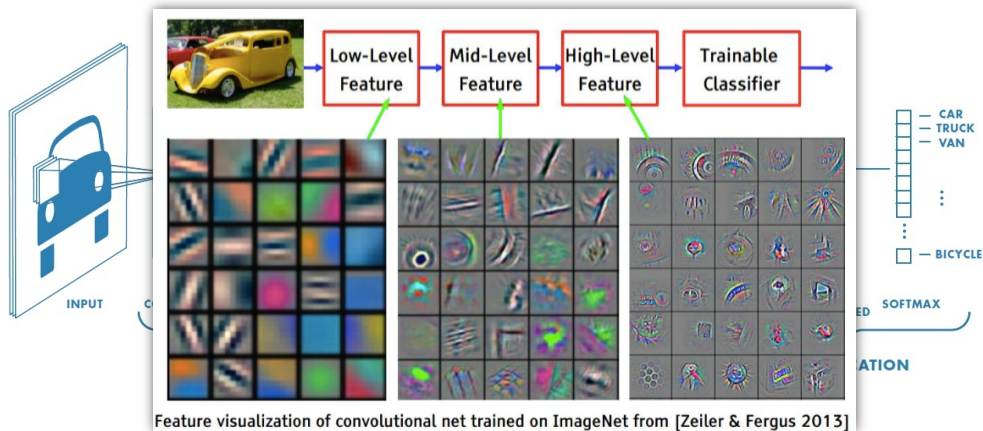 Low-Level
Feature
Mid-Level
Feature
High-Level
Feature
Trainable
Classifier
CAR
TRUCK
VAN
BICYCLE
INPUT
SOFTMAX
Feature visualization of convolutional net trained on ImageNet from [Zeiler & Fergus 2013]